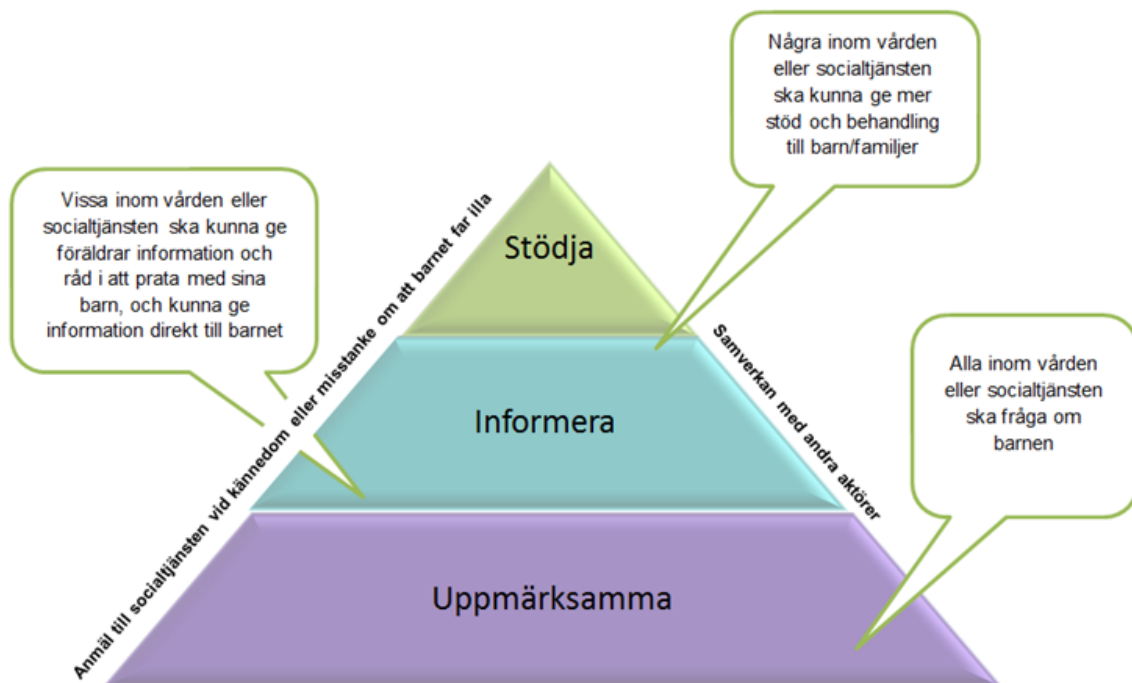 Några inom vården
eller socialtjänsten
ska kunna ge mer
stöd och behandling
till barn/familjer
Vissa inom vården eller
socialtjänsten ska kunna ge
föräldrar information och
råd i att prata med sina
barn, och kunna ge
information direkt till barnet
Stödja
Anmäl till socialtjänsten vid kännedom eller misstanke om att barnet far illa
Samverkan med andra aktörer
Alla inom vården
eller socialtjänsten
ska fråga om
barnen
Informera
Uppmärksamma